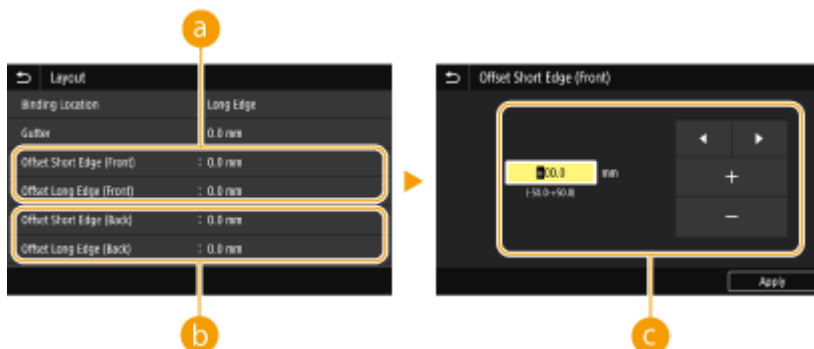 a
Layout
Binding Location Long Edge
Gutter : 0.0 mm
Offset Short Edge (Front) : 0.0 mm
Offset Long Edge (Front) : 0.0 mm
Offset Short Edge (Back) : 0.0 mm
Offset Long Edge (Back) : 0.0 mm
b
Offset Short Edge (Front)
+00.0 mm
(-50.0-+50.0)
+
−
Apply
c